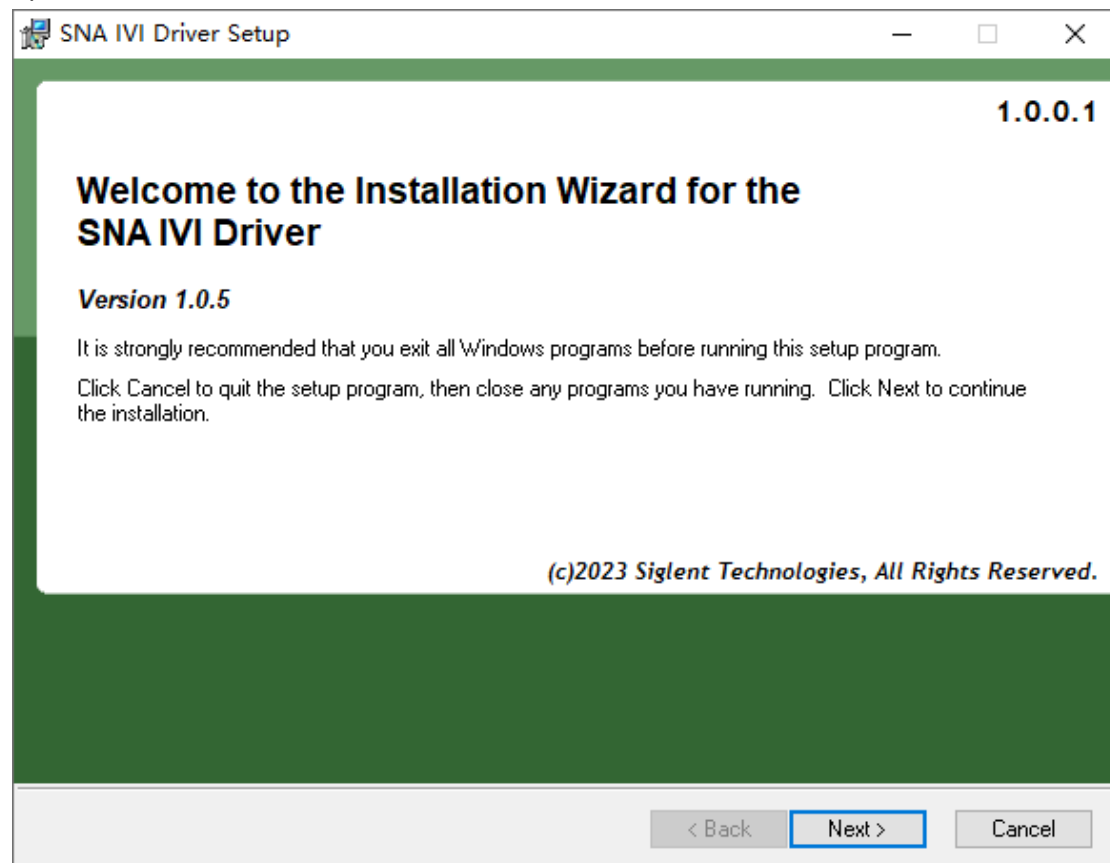 SNA IVI Driver Setup
1.0.0.1
Welcome to the Installation Wizard for the
SNA IVI Driver
Version 1.0.5
It is strongly recommended that you exit all Windows programs before running this setup program.
Click Cancel to quit the setup program, then close any programs you have running.  Click Next to continue
the installation.
(c)2023 Siglent Technologies, All Rights Reserved.
< Back
Next >
Cancel